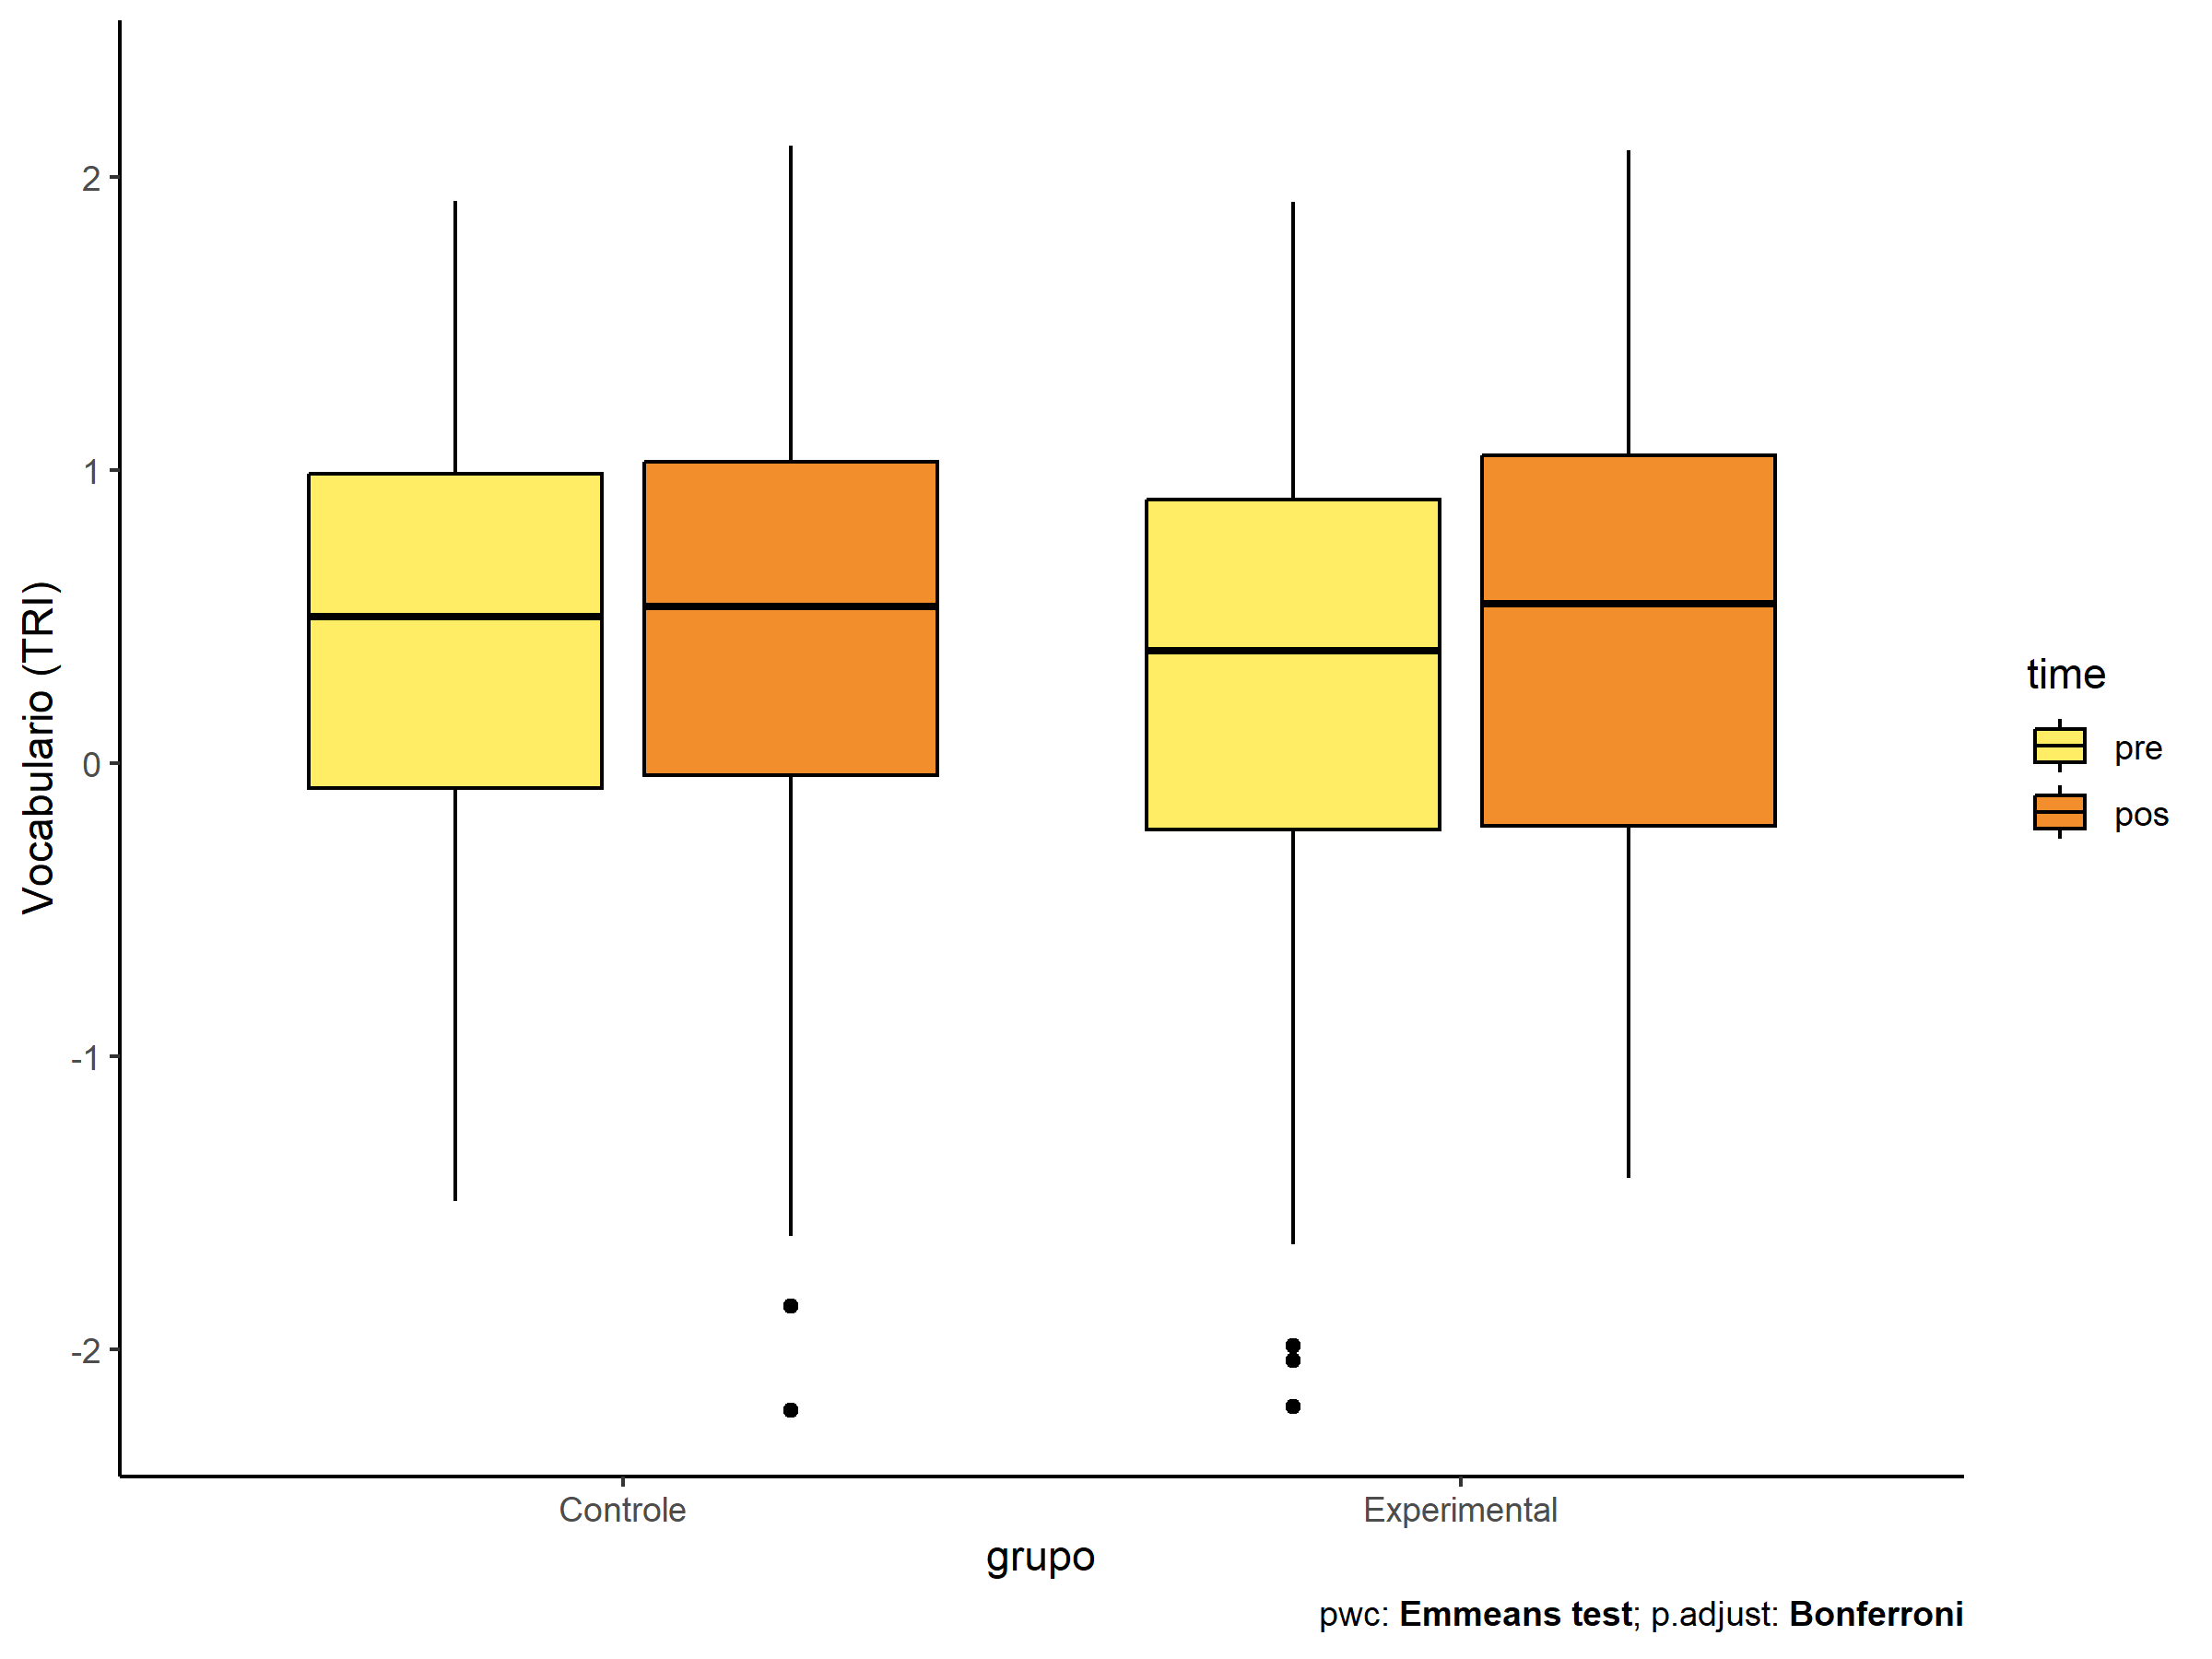 Vocabulario (TRI)
2
1
0
-1
-2
Controle
Experimental
grupo
time
pre
pos
pwc: Emmeans test; p.adjust: Bonferroni